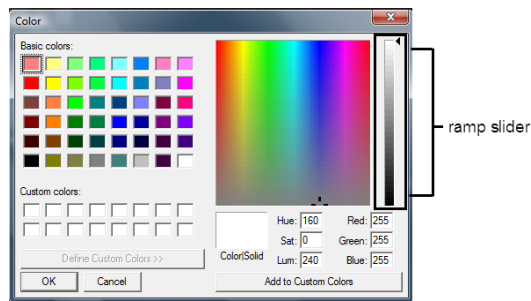 Color
Basic colors:
ramp slider
Custom colors:
Define Custom Colors >>
OK
Cancel
Color|Solid
Hue: 160
Sat: 0
Lum: 240
Red: 255
Green: 255
Blue: 255
Add to Custom Colors